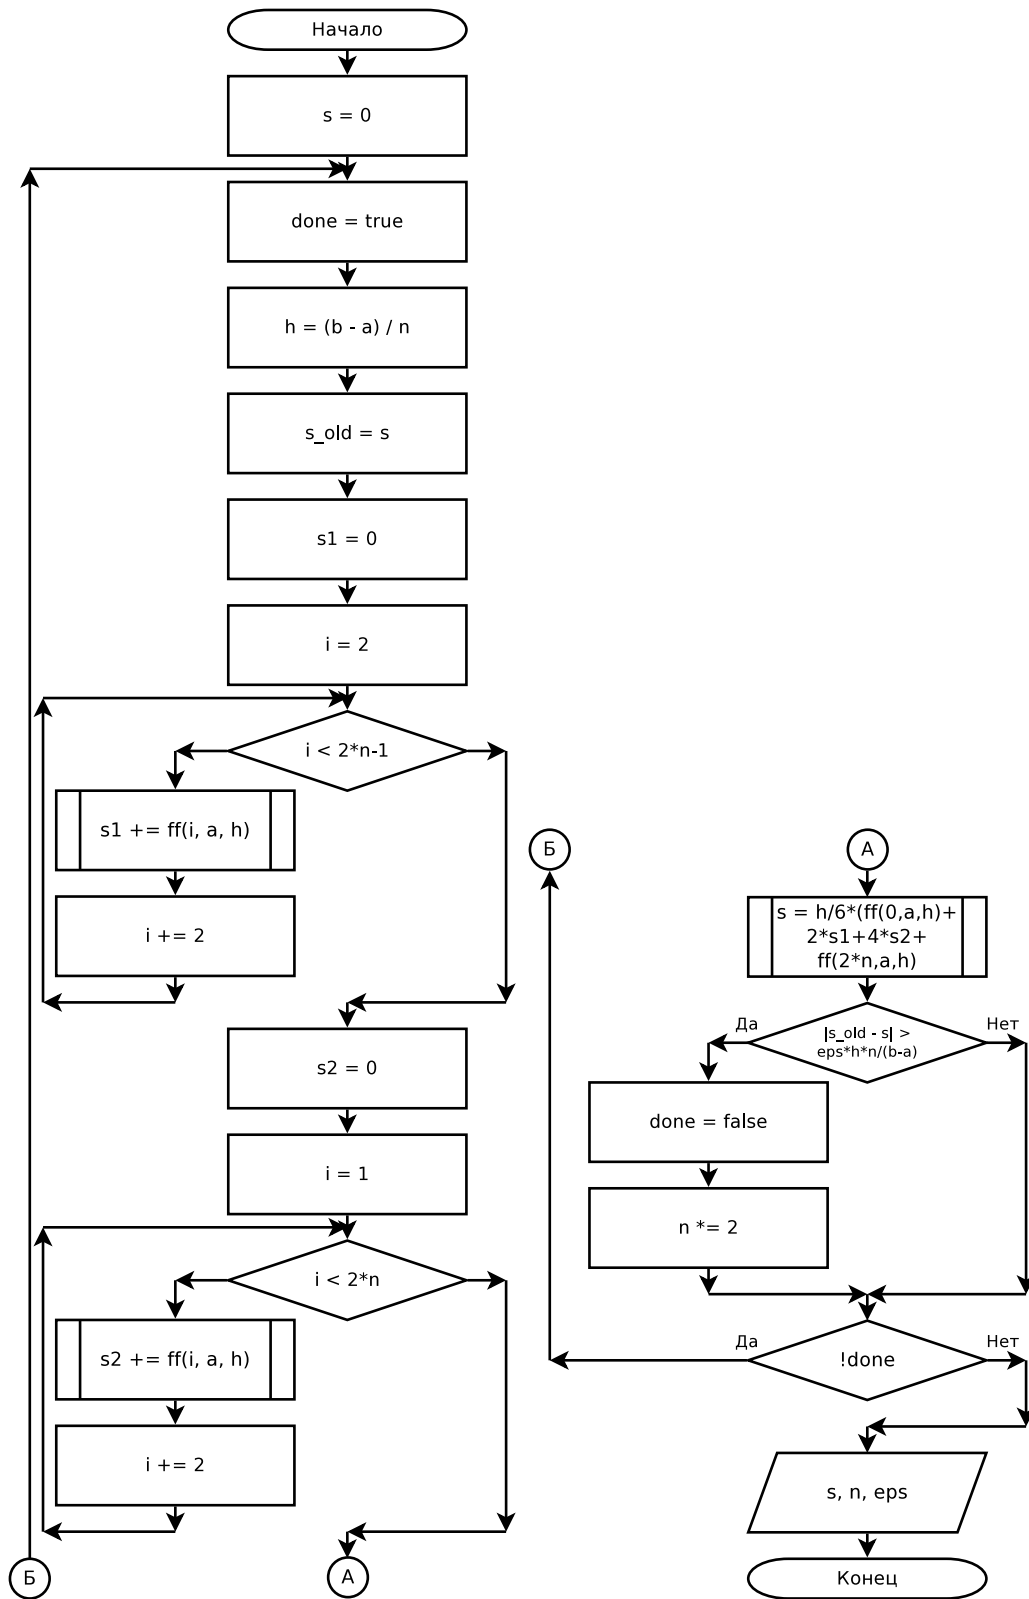 Начало
s = 0
done = true
h = (b - a) / n
s_old = s
s1 = 0
i = 2
i < 2*n-1
s1 += ff(i, a, h)
i += 2
s2 = 0
i = 1
i < 2*n
s2 += ff(i, a, h)
i += 2
Б
А
Б
А
s = h/6*(ff(0,a,h)+
2*s1+4*s2+
ff(2*n,a,h)
Да
|s_old - s| >
eps*h*n/(b-a)
Нет
done = false
n *= 2
Да
!done
Нет
s, n, eps
Конец